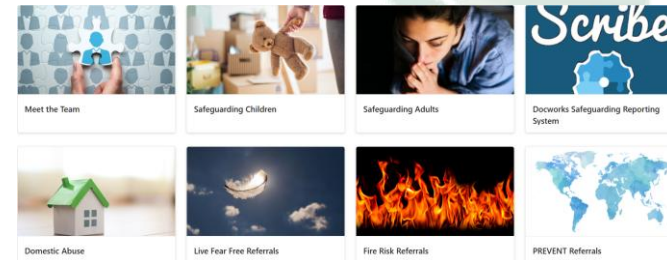 Scribe
Meet the Team
Safeguarding Children
Safeguarding Adults
Docworks Safeguarding Reporting
System
Domestic Abuse
Live Fear Free Referrals
Fire Risk Referrals
PREVENT Referrals